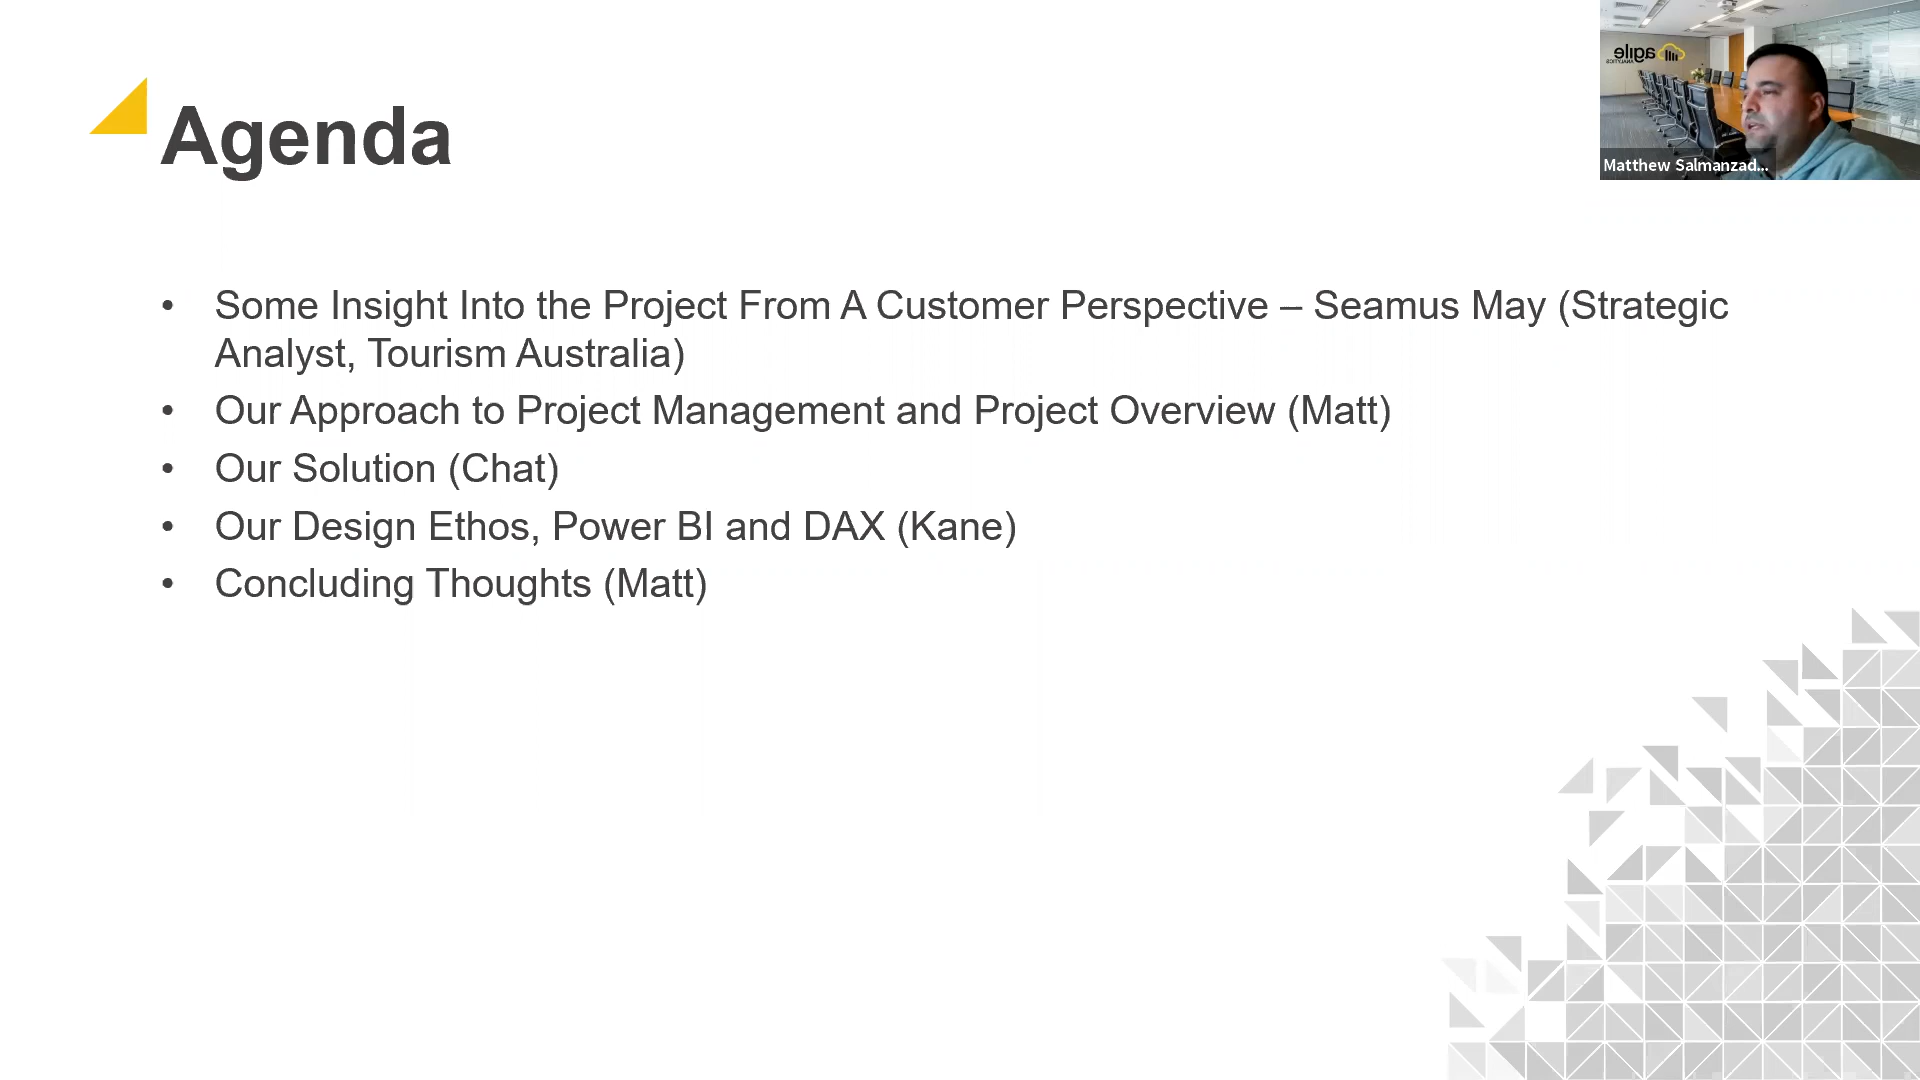 Agenda
• Some Insight Into the Project From A Customer Perspective – Seamus May (Strategic
Analyst, Tourism Australia)
• Our Approach to Project Management and Project Overview (Matt)
• Our Solution (Chat)
• Our Design Ethos, Power BI and DAX (Kane)
• Concluding Thoughts (Matt)
agile
ANALYTICS
Matthew Salmanzad...